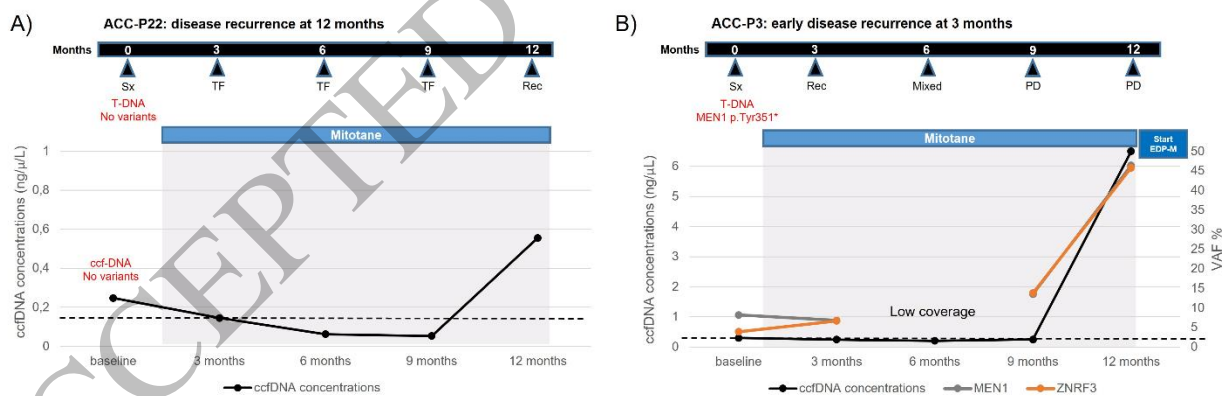 A)
ACC-P22: disease recurrence at 12 months
Months 0 3 6 9 12
Sx TF TF TF Rec
T-DNA
No variants
Mitotane
1
0,8
0,6
0,4
0,2
0
ccfDNA concentrations (ng/µ/L)
ccf-DNA
No variants
baseline 3 months 6 months 9 months 12 months
ccfDNA concentrations
B)
ACC-P3: early disease recurrence at 3 months
Months 0 3 6 9 12
Sx Rec Mixed PD PD
T-DNA
MEN1 p.Tyr351*
Mitotane
Start
EDP-M
6
5
4
3
2
1
0
ccfDNA concentrations (ng/µL)
Low coverage
50
45
40
35
30
25
20
15
10
5
0
VAF %
baseline 3 months 6 months 9 months 12 months
ccfDNA concentrations MEN1 ZNRF3
CCEPTED